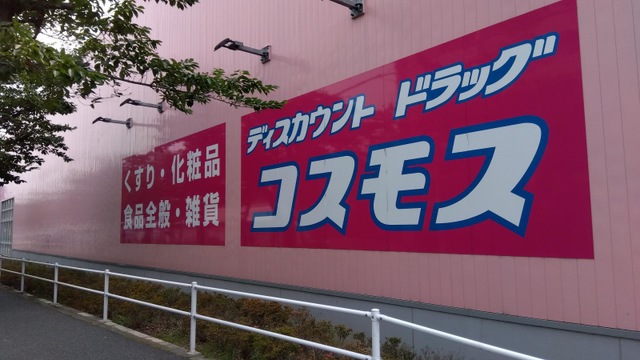 くすり・化粧品
食品全般・雑貨
ディスカウント ドラッグ
コスモス